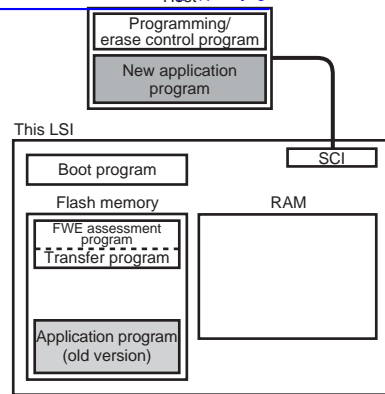 Programming/
erase control program
New application
program
This LSI
SCI
Boot program
Flash memory
RAM
FWE assessment
program
Transfer program
Application program
(old version)